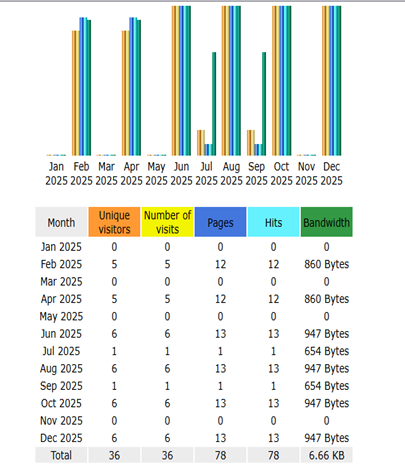 Jan Feb Mar Apr May Jun Jul Aug Sep Oct Nov Dec
2025 2025 2025 2025 2025 2025 2025 2025 2025 2025 2025 2025
Month Unique visitors Number of visits Pages Hits Bandwidth
Jan 2025 0 0 0 0 0
Feb 2025 5 5 12 12 860 Bytes
Mar 2025 0 0 0 0 0
Apr 2025 5 5 12 12 860 Bytes
May 2025 0 0 0 0 0
Jun 2025 6 6 13 13 947 Bytes
Jul 2025 1 1 1 1 654 Bytes
Aug 2025 6 6 13 13 947 Bytes
Sep 2025 1 1 1 1 654 Bytes
Oct 2025 6 6 13 13 947 Bytes
Nov 2025 0 0 0 0 0
Dec 2025 6 6 13 13 947 Bytes
Total 36 36 78 78 6.66 KB